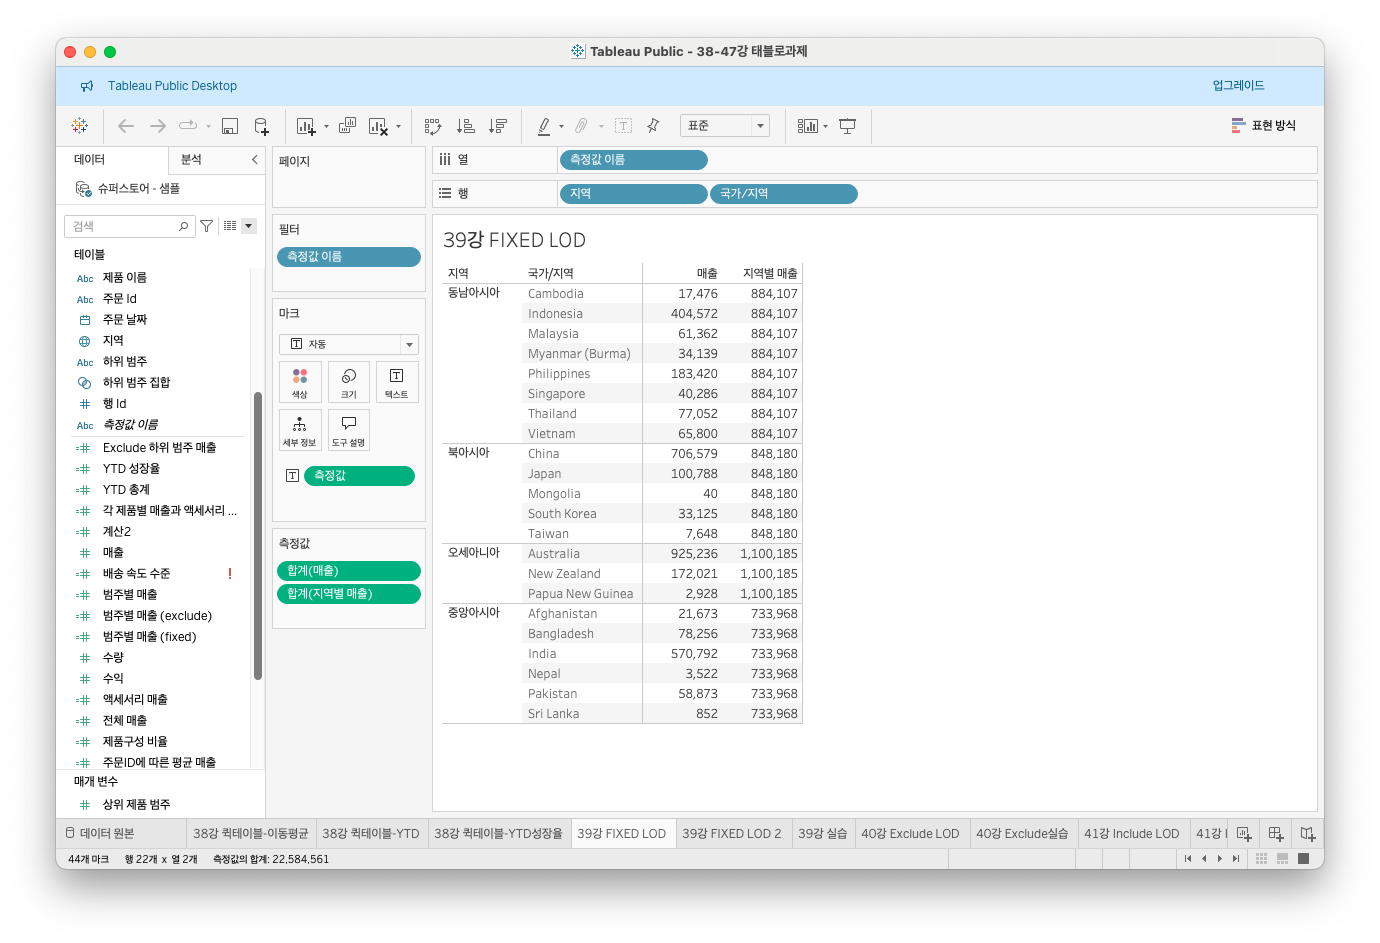 Tableau Public - 38-47강 태블로과제
Tableau Public Desktop
업그레이드
표준
표현 방식
데이터
분석
슈퍼스토어 - 샘플
검색
테이블
Abc 제품 이름
Abc 주문 Id
주문 날짜
지역
Abc 하위 범주
하위 범주 집합
행 Id
Abc 측정값 이름
Exclude 하위 범주 매출
YTD 성장율
YTD 총계
각 제품별 매출과 액세서리 ...
계산2
매출
배송 속도 수준 !
범주별 매출
범주별 매출 (exclude)
범주별 매출 (fixed)
수량
수익
액세서리 매출
전체 매출
제품구성 비율
주문ID에 따른 평균 매출
매개 변수
상위 제품 범주
페이지
필터
측정값 이름
마크
자동
색상
크기
텍스트
세부 정보
도구 설명
측정값
측정값
합계(매출)
합계(지역별 매출)
열
측정값 이름
행
지역
국가/지역
39강 FIXED LOD
지역 국가/지역 매출 지역별 매출
동남아시아 Cambodia 17,476 884,107
Indonesia 404,572 884,107
Malaysia 61,362 884,107
Myanmar (Burma) 34,139 884,107
Philippines 183,420 884,107
Singapore 40,286 884,107
Thailand 77,052 884,107
Vietnam 65,800 884,107
북아시아 China 706,579 848,180
Japan 100,788 848,180
Mongolia 40 848,180
South Korea 33,125 848,180
Taiwan 7,648 848,180
오세아니아 Australia 925,236 1,100,185
New Zealand 172,021 1,100,185
Papua New Guinea 2,928 1,100,185
중앙아시아 Afghanistan 21,673 733,968
Bangladesh 78,256 733,968
India 570,792 733,968
Nepal 3,522 733,968
Pakistan 58,873 733,968
Sri Lanka 852 733,968
데이터 원본
38강 퀵테이블-이동평균
38강 퀵테이블-YTD
38강 퀵테이블-YTD성장율
39강 FIXED LOD
39강 FIXED LOD 2
39강 실습
40강 Exclude LOD
40강 Exclude실습
41강 Include LOD
41강 I
44개 마크 행 22개 x 열 2개 측정값의 합계: 22,584,561